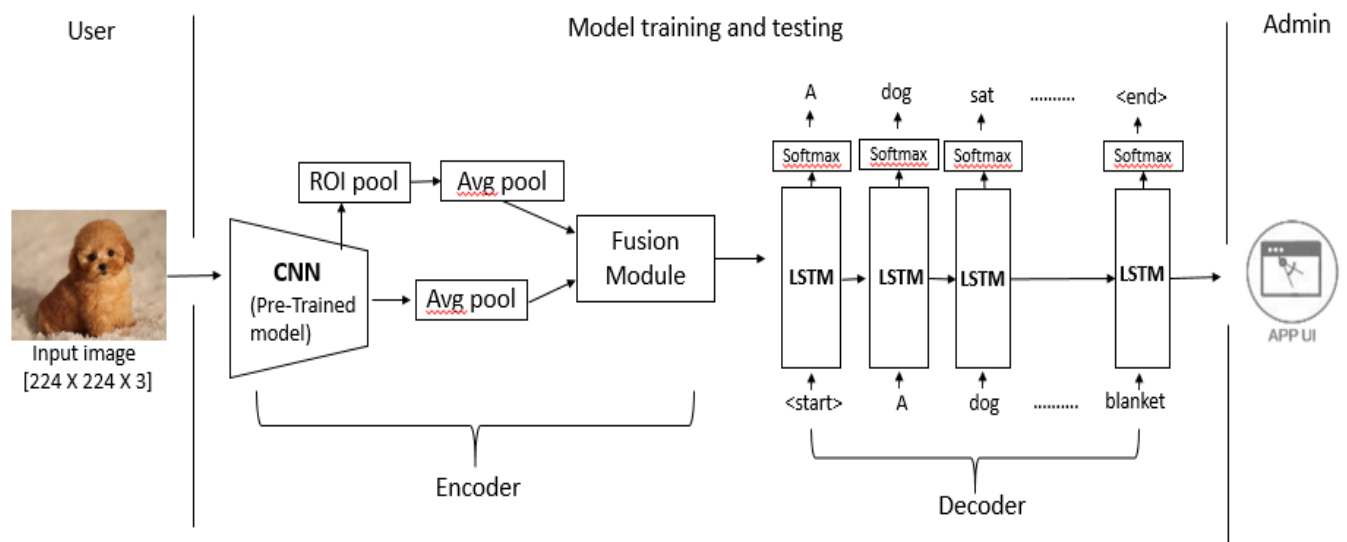 User
Model training and testing
Admin
A
dog
sat
..........
<end>
Softmax
Softmax
Softmax
Softmax
ROI pool
Avg pool
CNN
(Pre-Trained
model)
Avg pool
Fusion
Module
LSTM
LSTM
LSTM
LSTM
Input image
[224 X 224 X 3]
<start>
A
dog
..........
blanket
APP UI
Encoder
Decoder